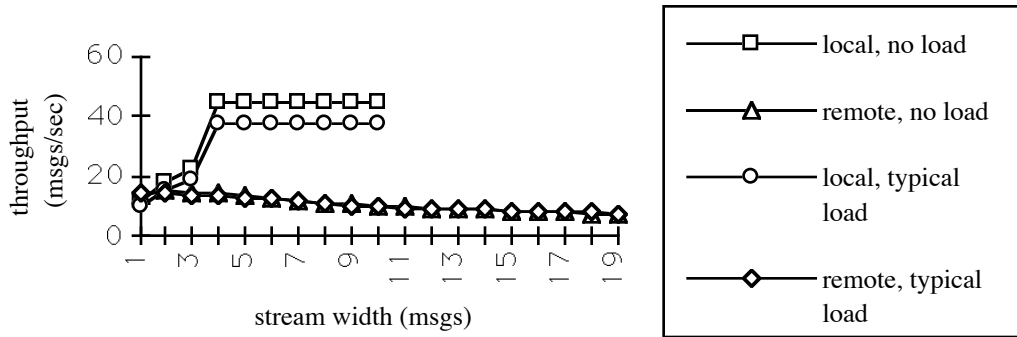 60
40
20
0
throughput
(msgs/sec)
1
3
5
7
9
11
13
15
17
19
stream width (msgs)
local, no load
remote, no load
local, typical
load
remote, typical
load